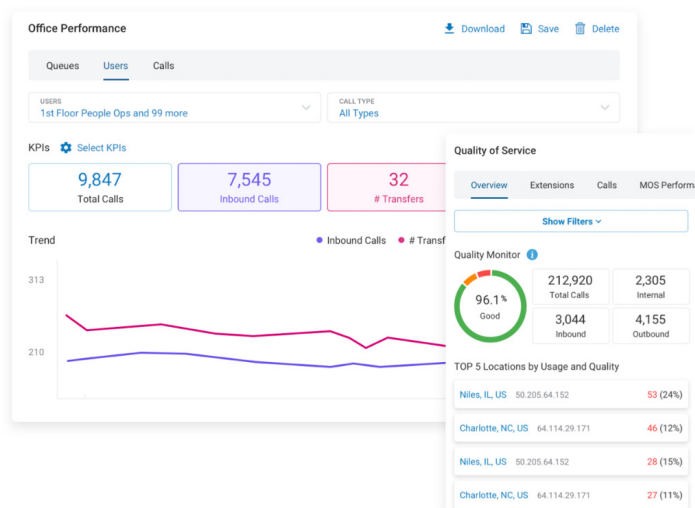 Office Performance
Download Save Delete
Queues Users Calls
USERS
1st Floor People Ops and 99 more
CALL TYPE
All Types
KPIs Select KPIs
9,847
Total Calls
7,545
Inbound Calls
32
# Transfers
Trend
Inbound Calls # Transf
313
210
Quality of Service
Overview Extensions Calls MOS Perform
Show Filters
Quality Monitor
96.1%
Good
212,920
Total Calls
2,305
Internal
3,044
Inbound
4,155
Outbound
TOP 5 Locations by Usage and Quality
Niles, IL, US 50.205.64.152 53 (24%)
Charlotte, NC, US 64.114.29.171 46 (12%)
Niles, IL, US 50.205.64.152 28 (15%)
Charlotte, NC, US 64.114.29.171 27 (11%)